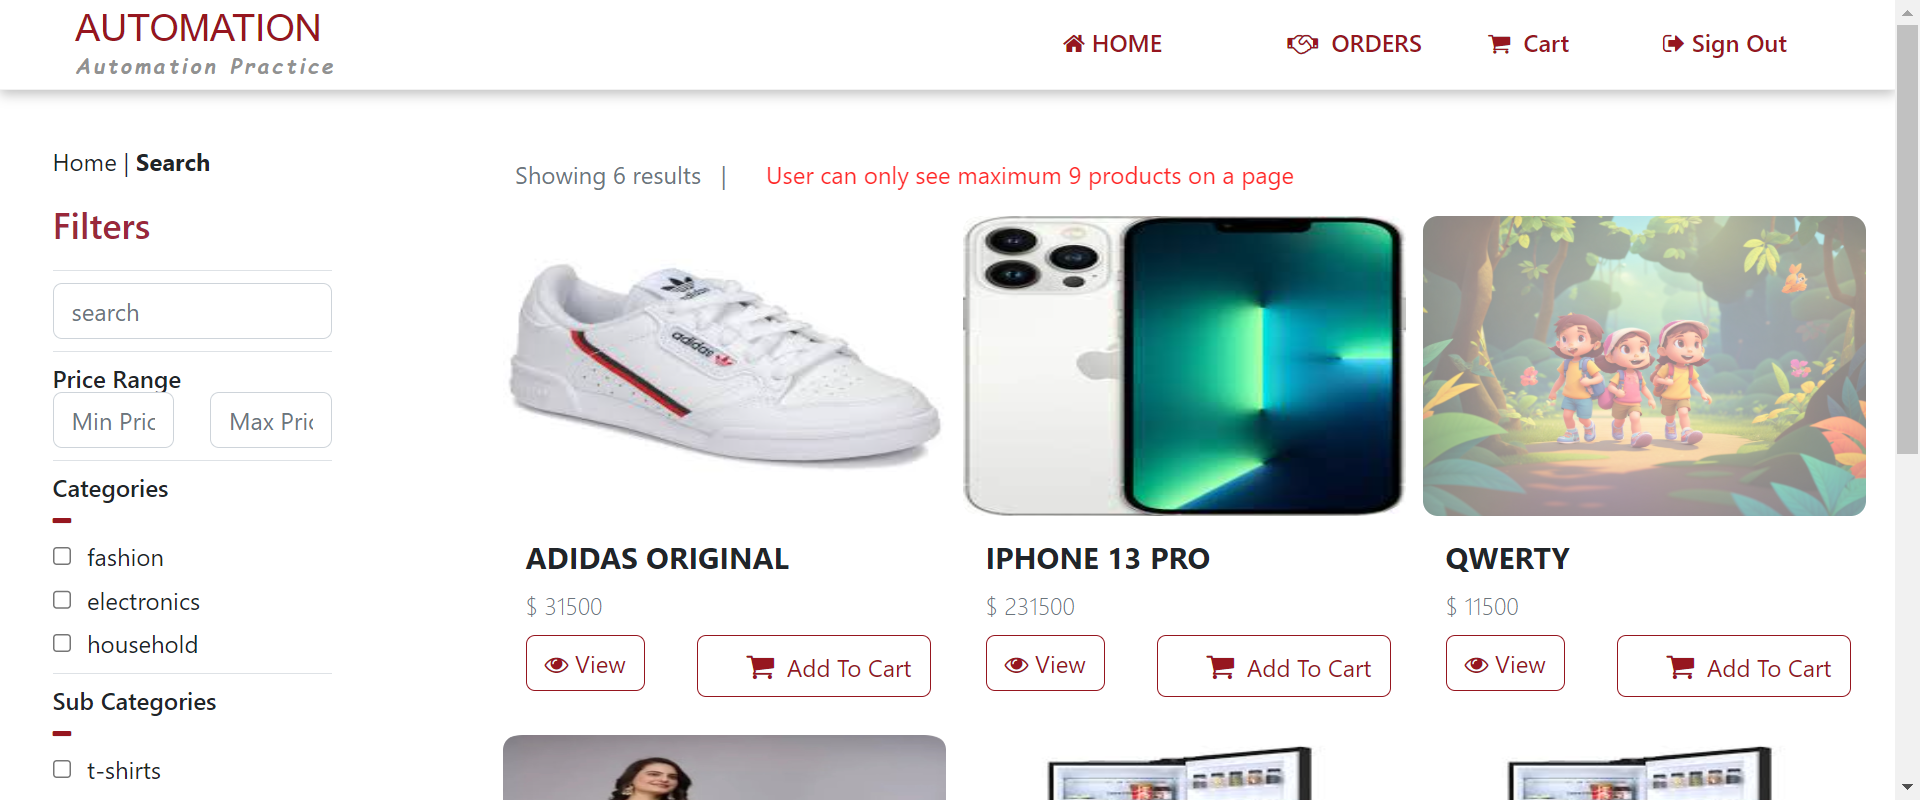 AUTOMATION
Automation Practice
HOME
ORDERS
Cart
Sign Out
Home | Search
Showing 6 results |
User can only see maximum 9 products on a page
Filters
search
Price Range
Min Pric
Max Pric
Categories
fashion
electronics
household
Sub Categories
t-shirts
adidas
ADIDAS ORIGINAL
$ 31500
View
Add To Cart
IPHONE 13 PRO
$ 231500
View
Add To Cart
QWERTY
$ 11500
View
Add To Cart